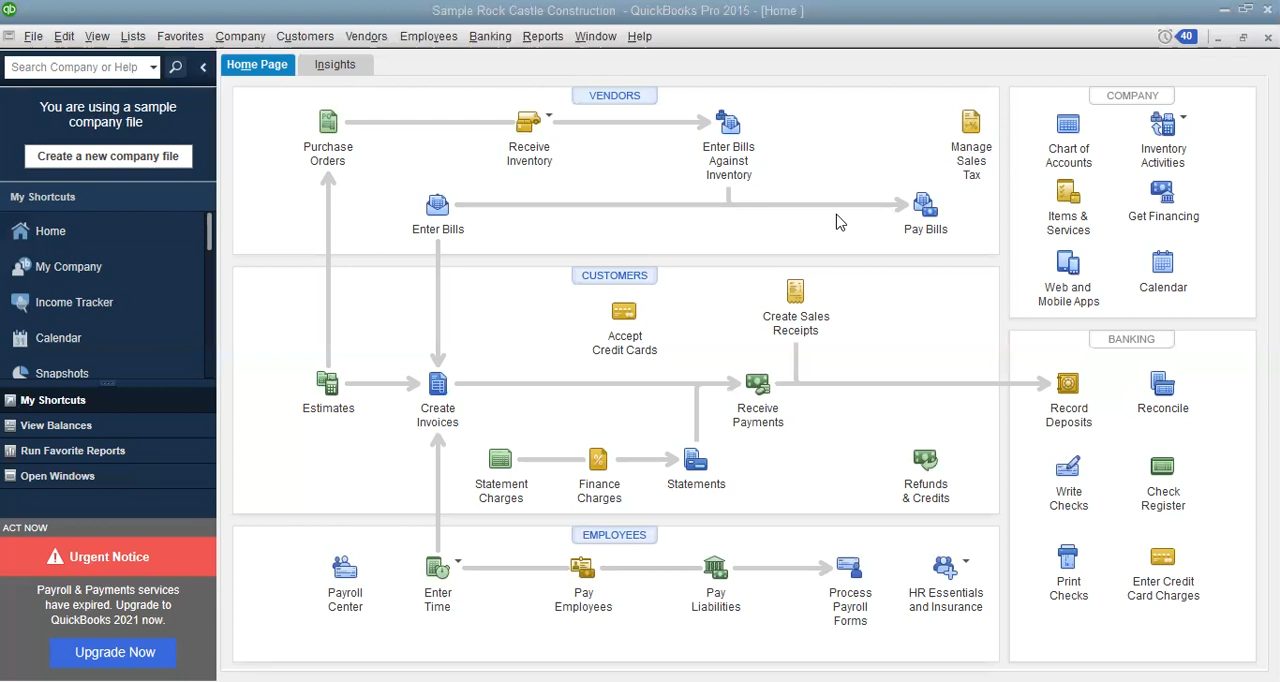 Sample Rock Castle Construction - QuickBooks Pro 2015 - [Home ]
qb
File Edit View Lists Favorites Company Customers Vendors Employees Banking Reports Window Help
40
Search Company or Help
Home Page
Insights
You are using a sample
company file
Create a new company file
My Shortcuts
Home
My Company
Income Tracker
Calendar
Snapshots
My Shortcuts
View Balances
Run Favorite Reports
Open Windows
ACT NOW
Urgent Notice
Payroll & Payments services
have expired. Upgrade to
QuickBooks 2021 now.
Upgrade Now
VENDORS
Purchase
Orders
Receive
Inventory
Enter Bills
Against
Inventory
Manage
Sales
Tax
Enter Bills
Pay Bills
CUSTOMERS
Accept
Credit Cards
Create Sales
Receipts
Estimates
Create
Invoices
Receive
Payments
Statement
Charges
Finance
Charges
Statements
Refunds
& Credits
EMPLOYEES
Payroll
Center
Enter
Time
Pay
Employees
Pay
Liabilities
Process
Payroll
Forms
HR Essentials
and Insurance
COMPANY
Chart of
Accounts
Inventory
Activities
Items &
Services
Get Financing
Web and
Mobile Apps
Calendar
BANKING
Record
Deposits
Reconcile
Write
Checks
Check
Register
Print
Checks
Enter Credit
Card Charges